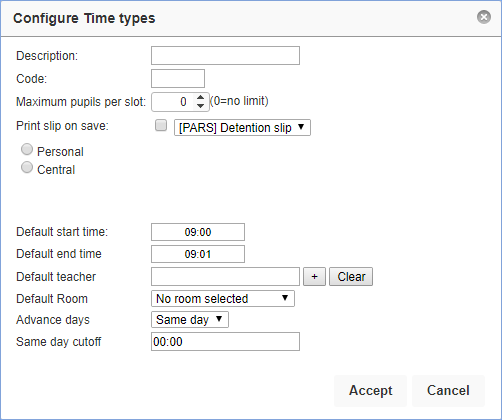 Configure Time types
Description:
Code:
Maximum pupils per slot: 0 (0=no limit)
Print slip on save: [PARS] Detention slip
Personal
Central
Default start time: 09:00
Default end time 09:01
Default teacher + Clear
Default Room No room selected
Advance days Same day
Same day cutoff 00:00
Accept Cancel